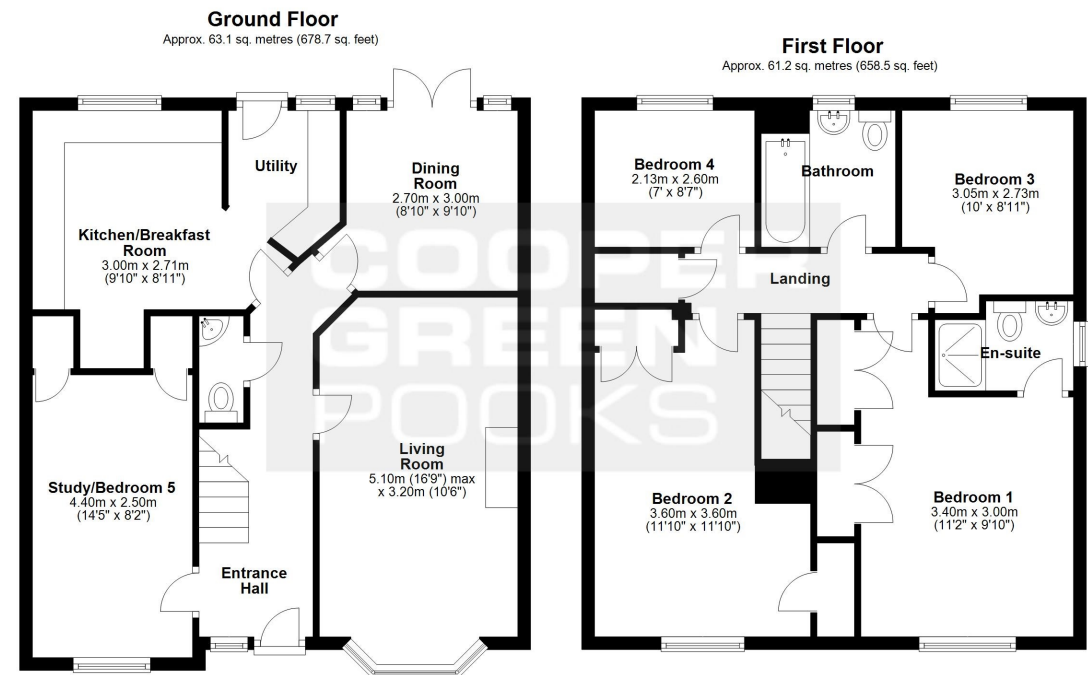 Ground Floor
Approx. 63.1 sq. metres (678.7 sq. feet)
Utility
Dining
Room
2.70m x 3.00m
(8'10" x 9'10")
Kitchen/Breakfast
Room
3.00m x 2.71m
(9'10" x 8'11")
Living
Room
5.10m (16'9") max
x 3.20m (10'6")
Study/Bedroom 5
4.40m x 2.50m
(14'5" x 8'2")
Entrance
Hall
First Floor
Approx. 61.2 sq. metres (658.5 sq. feet)
Bedroom 4
2.13m x 2.60m
(7' x 8'7")
Bathroom
Bedroom 3
3.05m x 2.73m
(10' x 8'11")
Landing
En-suite
Bedroom 2
3.60m x 3.60m
(11'10" x 11'10")
Bedroom 1
3.40m x 3.00m
(11'2" x 9'10")
COOPER
GREEN
POOKS